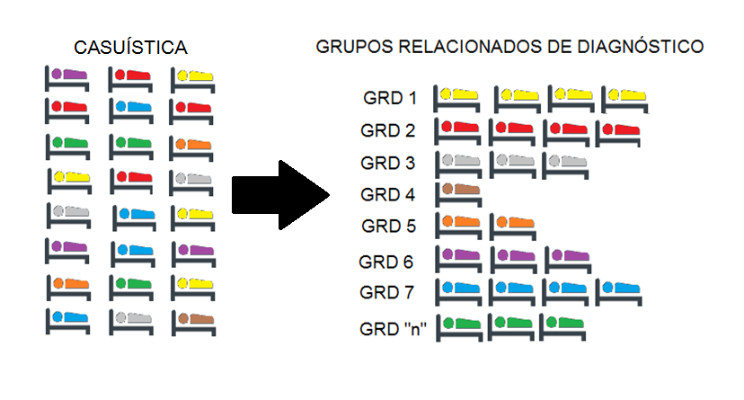 CASUÍSTICA
GRUPOS RELACIONADOS DE DIAGNÓSTICO
GRD 1
GRD 2
GRD 3
GRD 4
GRD 5
GRD 6
GRD 7
GRD "n"